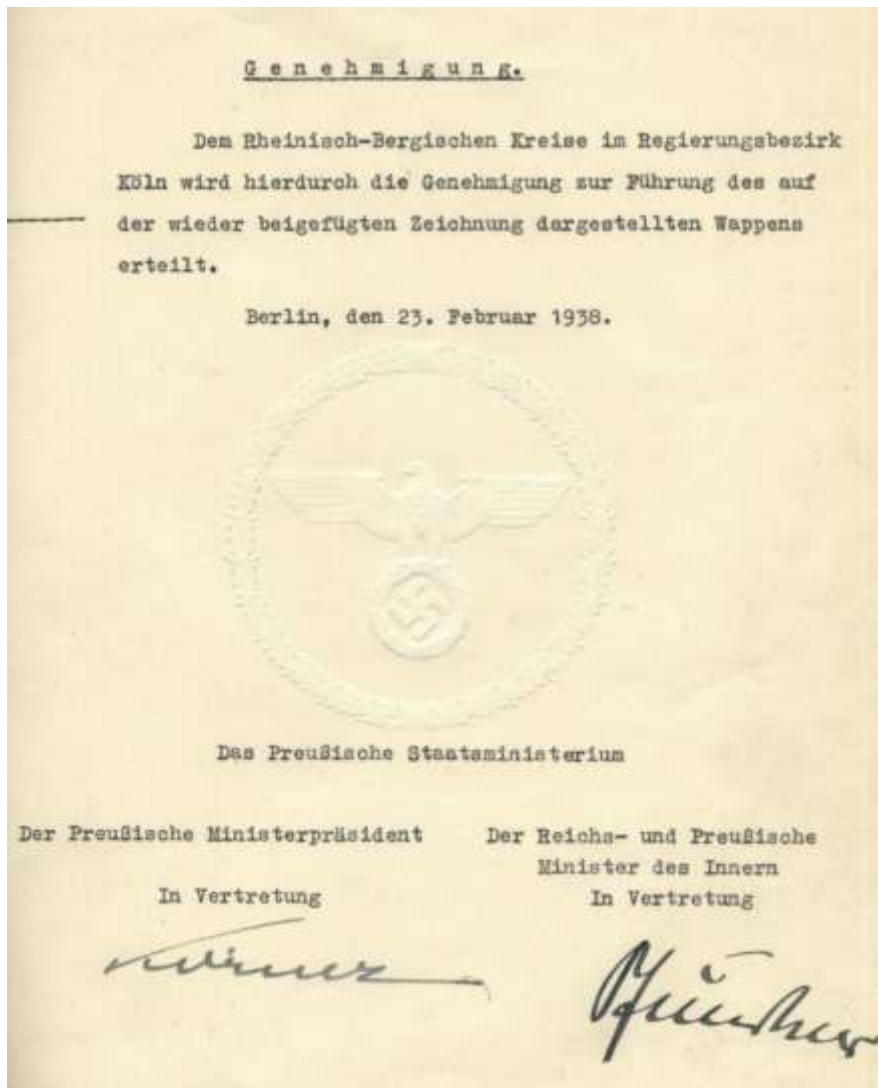 Genehmigung.
Dem Rheinisch-Bergischen Kreise im Regierungsbezirk
Köln wird hierdurch die Genehmigung zur Führung des auf
der wieder beigefügten Zeichnung dargestellten Wappens
erteilt.
Berlin, den 23. Februar 1938.
Das Preußische Staatsministerium
Der Preußische Ministerpräsident
In Vertretung
Körner
Der Reichs- und Preußische
Minister des Innern
In Vertretung